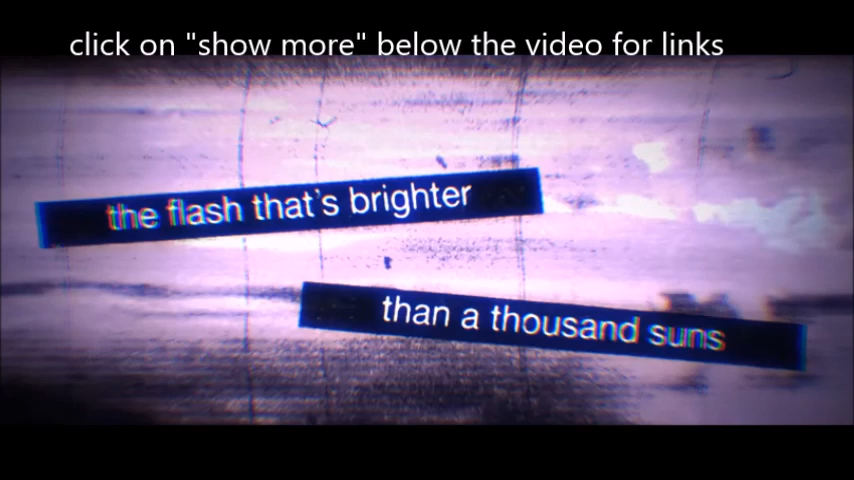 click on "show more" below the video for links
the flash that's brighter
than a thousand suns